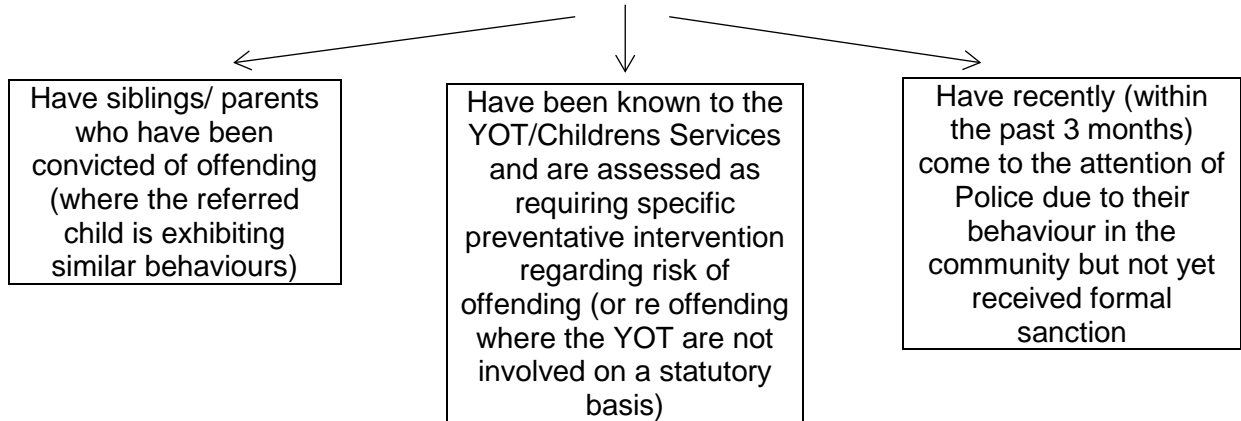 Have siblings/ parents
who have been
convicted of offending
(where the referred
child is exhibiting
similar behaviours)
Have been known to the
YOT/Childrens Services
and are assessed as
requiring specific
preventative intervention
regarding risk of
offending (or re offending
where the YOT are not
involved on a statutory
basis)
Have recently (within
the past 3 months)
come to the attention of
Police due to their
behaviour in the
community but not yet
received formal
sanction